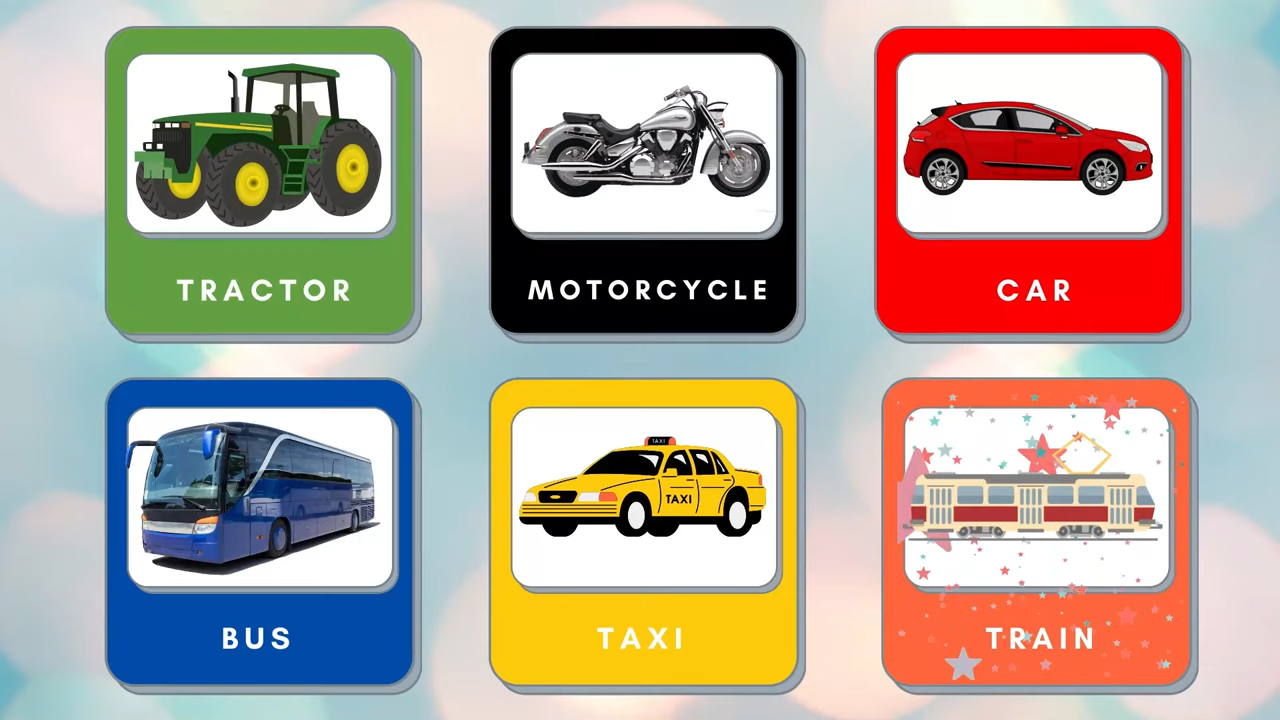 TRACTOR
MOTORCYCLE
CAR
TAXI
TAXI
BUS
TAXI
TRAIN